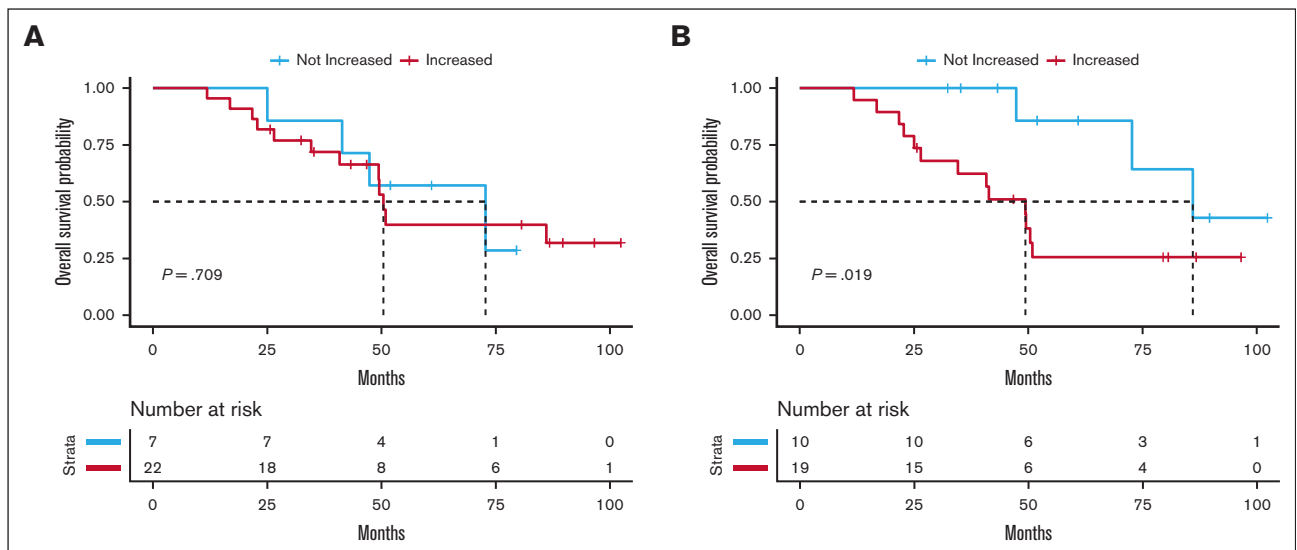 A
Not Increased Increased
Overall survival probability
1.00
0.75
0.50
0.25
0.00
P = .709
0 25 50 75 100
Months
Number at risk
Strata
7 7 4 1 0
22 18 8 6 1
0 25 50 75 100
Months
B
Not Increased Increased
Overall survival probability
1.00
0.75
0.50
0.25
0.00
P = .019
0 25 50 75 100
Months
Number at risk
Strata
10 10 6 3 1
19 15 6 4 0
0 25 50 75 100
Months